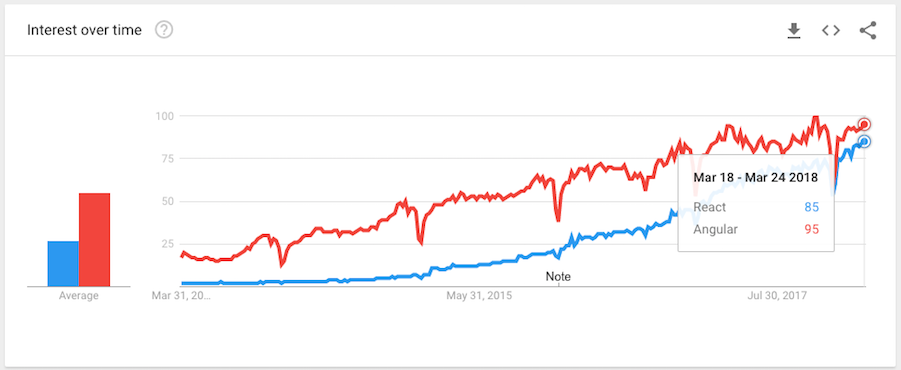 Interest over time
100
75
50
25
Mar 18 - Mar 24 2018
React 85
Angular 95
Note
Average
Mar 31, 20...
May 31, 2015
Jul 30, 2017